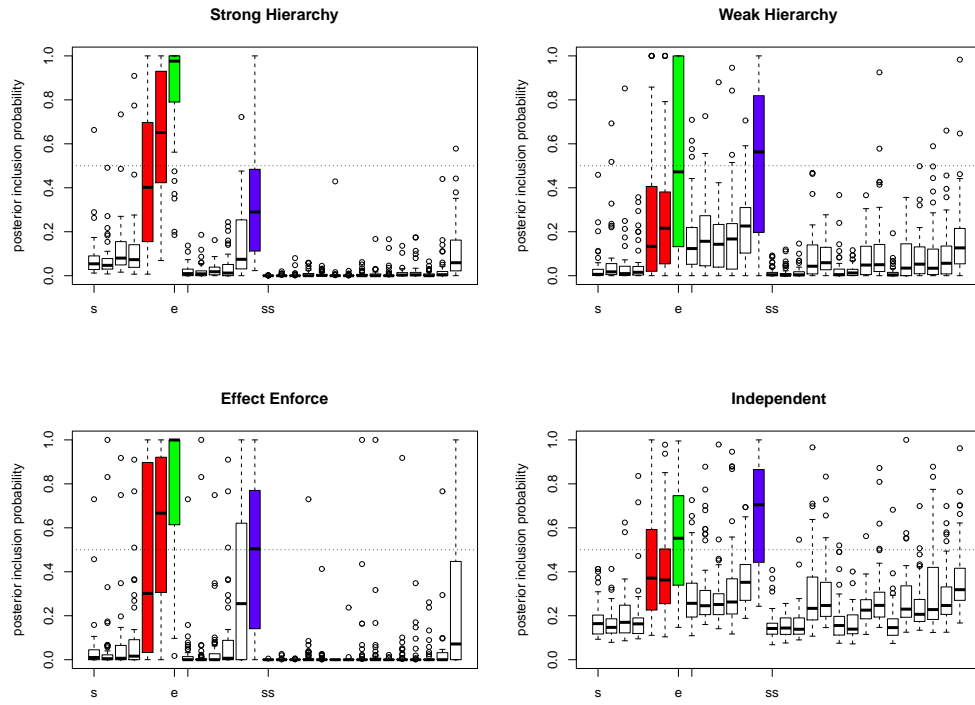 Strong Hierarchy
posterior inclusion probability
1.0
0.8
0.6
0.4
0.2
0.0
s e ss
Weak Hierarchy
posterior inclusion probability
1.0
0.8
0.6
0.4
0.2
0.0
s e ss
Effect Enforce
posterior inclusion probability
1.0
0.8
0.6
0.4
0.2
0.0
s e ss
Independent
posterior inclusion probability
1.0
0.8
0.6
0.4
0.2
0.0
s e ss